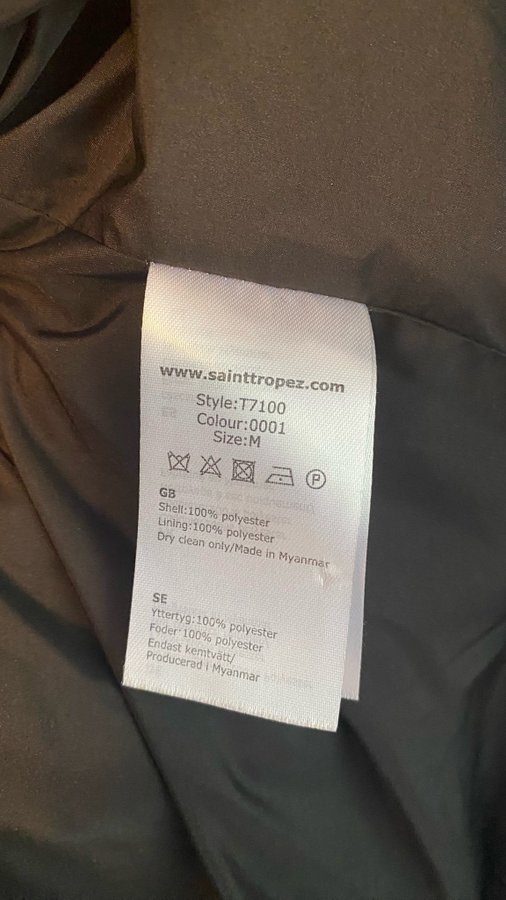 www.sainttropez.com
Style:T7100
Colour:0001
Size:M
P
GB
Shell:100% polyester
Lining:100% polyester
Dry clean only/Made in Myanmar
SE
Yttertyg:100% polyester
Foder:100% polyester
Endast kemtvätt/
Producerad i Myanmar